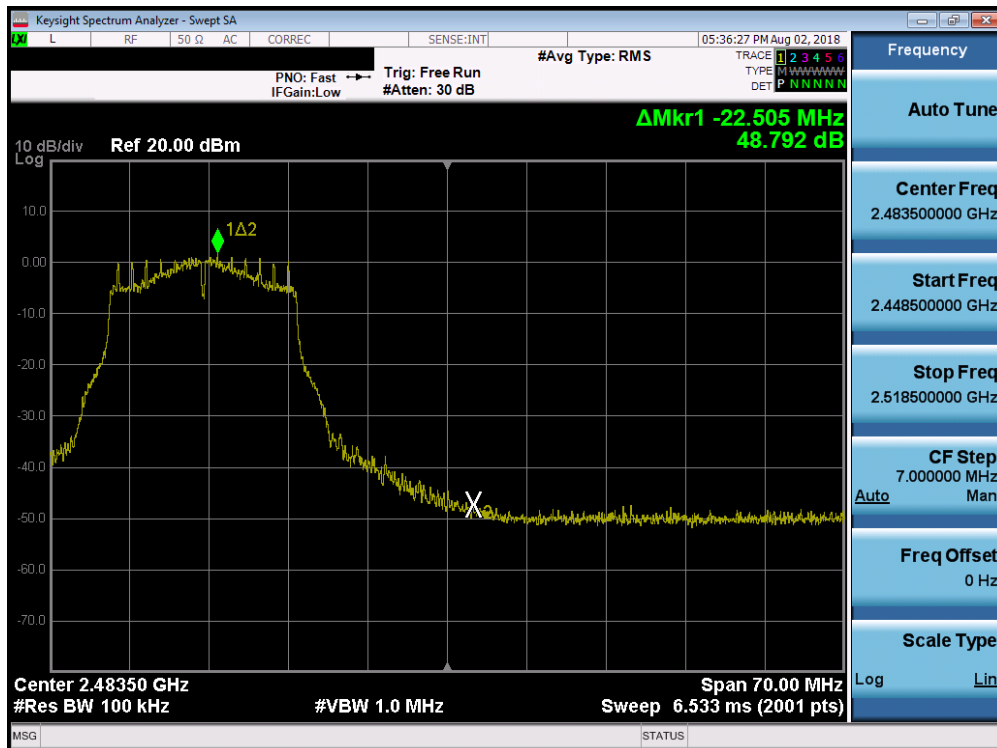 Keysight Spectrum Analyzer - Swept SA
LXI L RF 50 Ω AC CORREC SENSE:INT 05:36:27 PM Aug 02, 2018
#Avg Type: RMS
TRACE 1 2 3 4 5 6
TYPE M WWWWW
DET P N N N N N
PNO: Fast
IFGain:Low
Trig: Free Run
#Atten: 30 dB
Frequency
Auto Tune
Center Freq
2.483500000 GHz
Start Freq
2.448500000 GHz
Stop Freq
2.518500000 GHz
CF Step
7.000000 MHz
Auto Man
Freq Offset
0 Hz
Scale Type
Log Lin
ΔMkr1 -22.505 MHz
48.792 dB
10 dB/div Ref 20.00 dBm
Log
10.0
0.00
-10.0
-20.0
-30.0
-40.0
-50.0
-60.0
-70.0
1Δ2
Center 2.48350 GHz Span 70.00 MHz
#Res BW 100 kHz #VBW 1.0 MHz Sweep 6.533 ms (2001 pts)
MSG STATUS